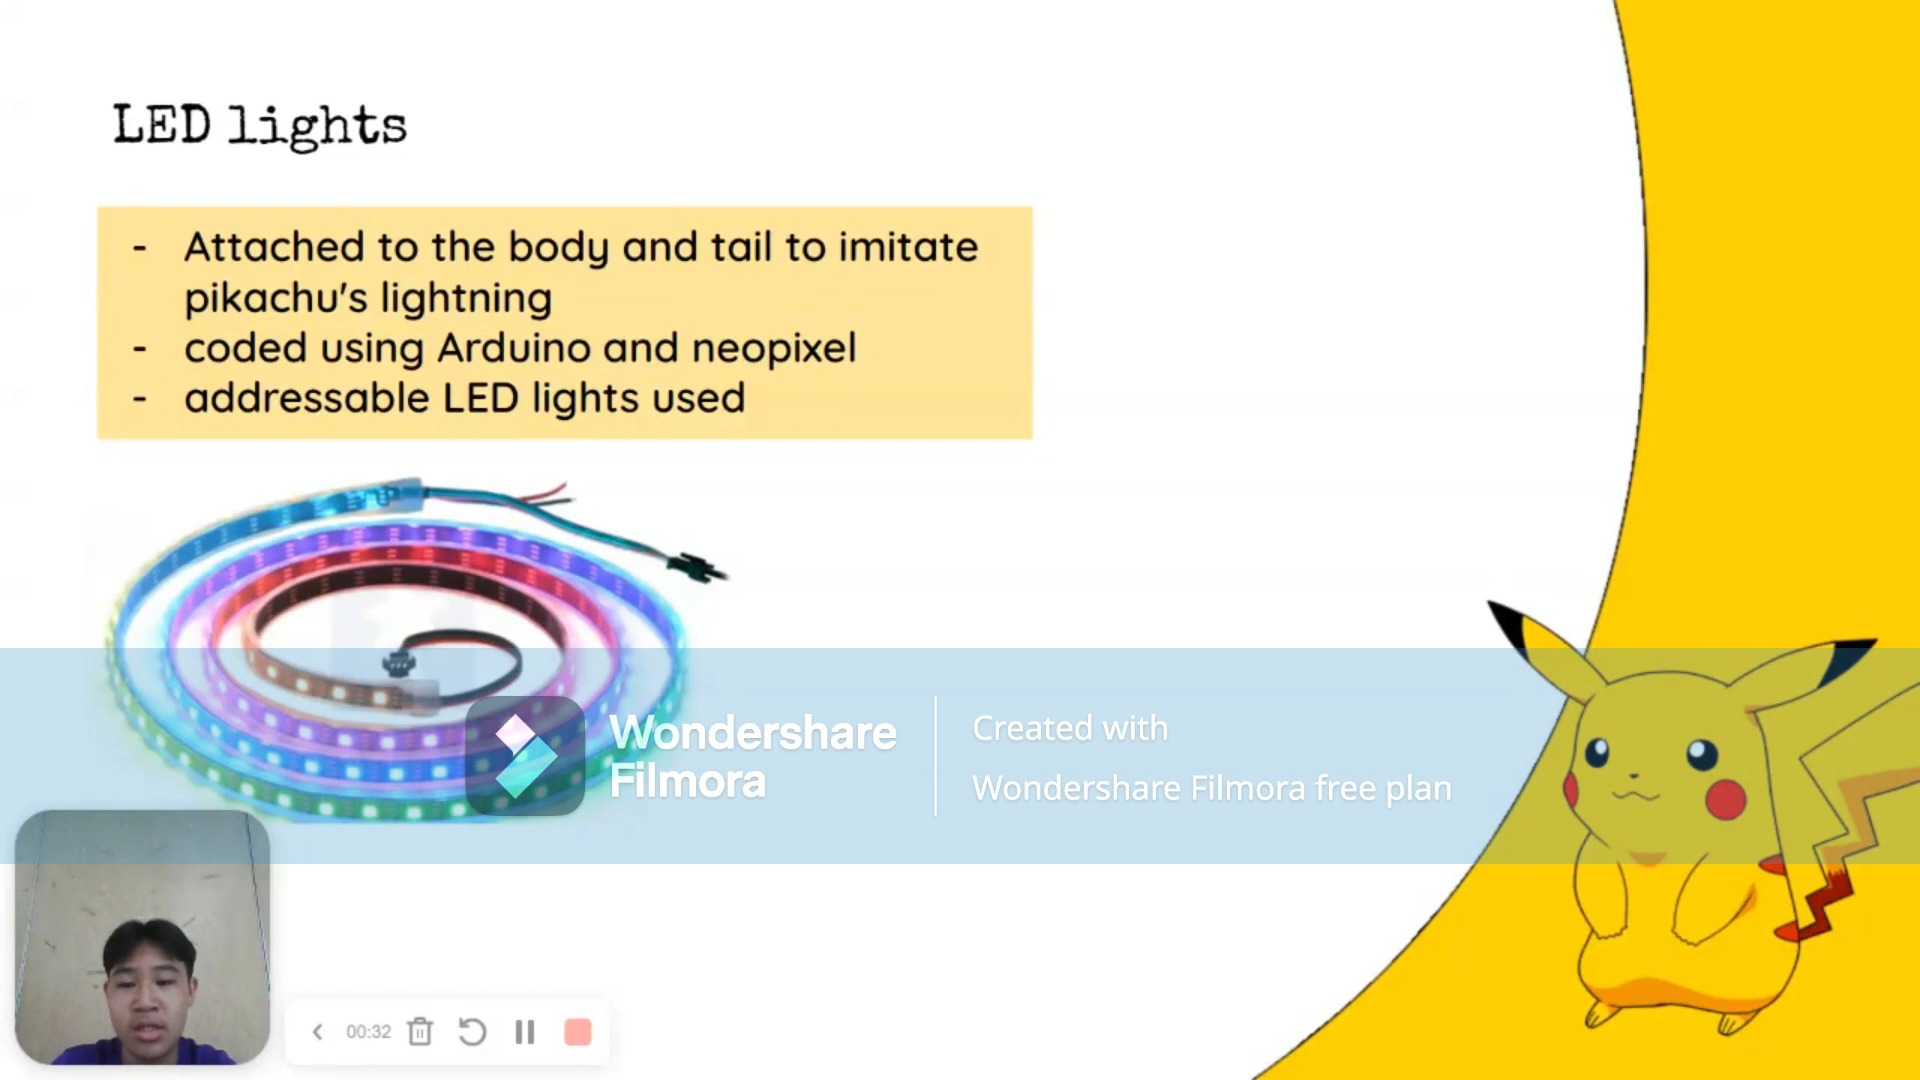 LED lights
- Attached to the body and tail to imitate
pikachu's lightning
- coded using Arduino and neopixel
- addressable LED lights used
Wondershare
Filmora
Created with
Wondershare Filmora free plan
00:32